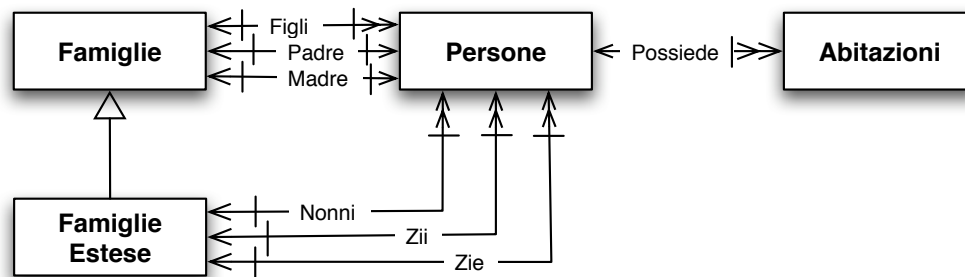 Figli
Famiglie
Padre
Persone
Possiede
Abitazioni
Madre
Famiglie
Estese
Nonni
Zii
Zie